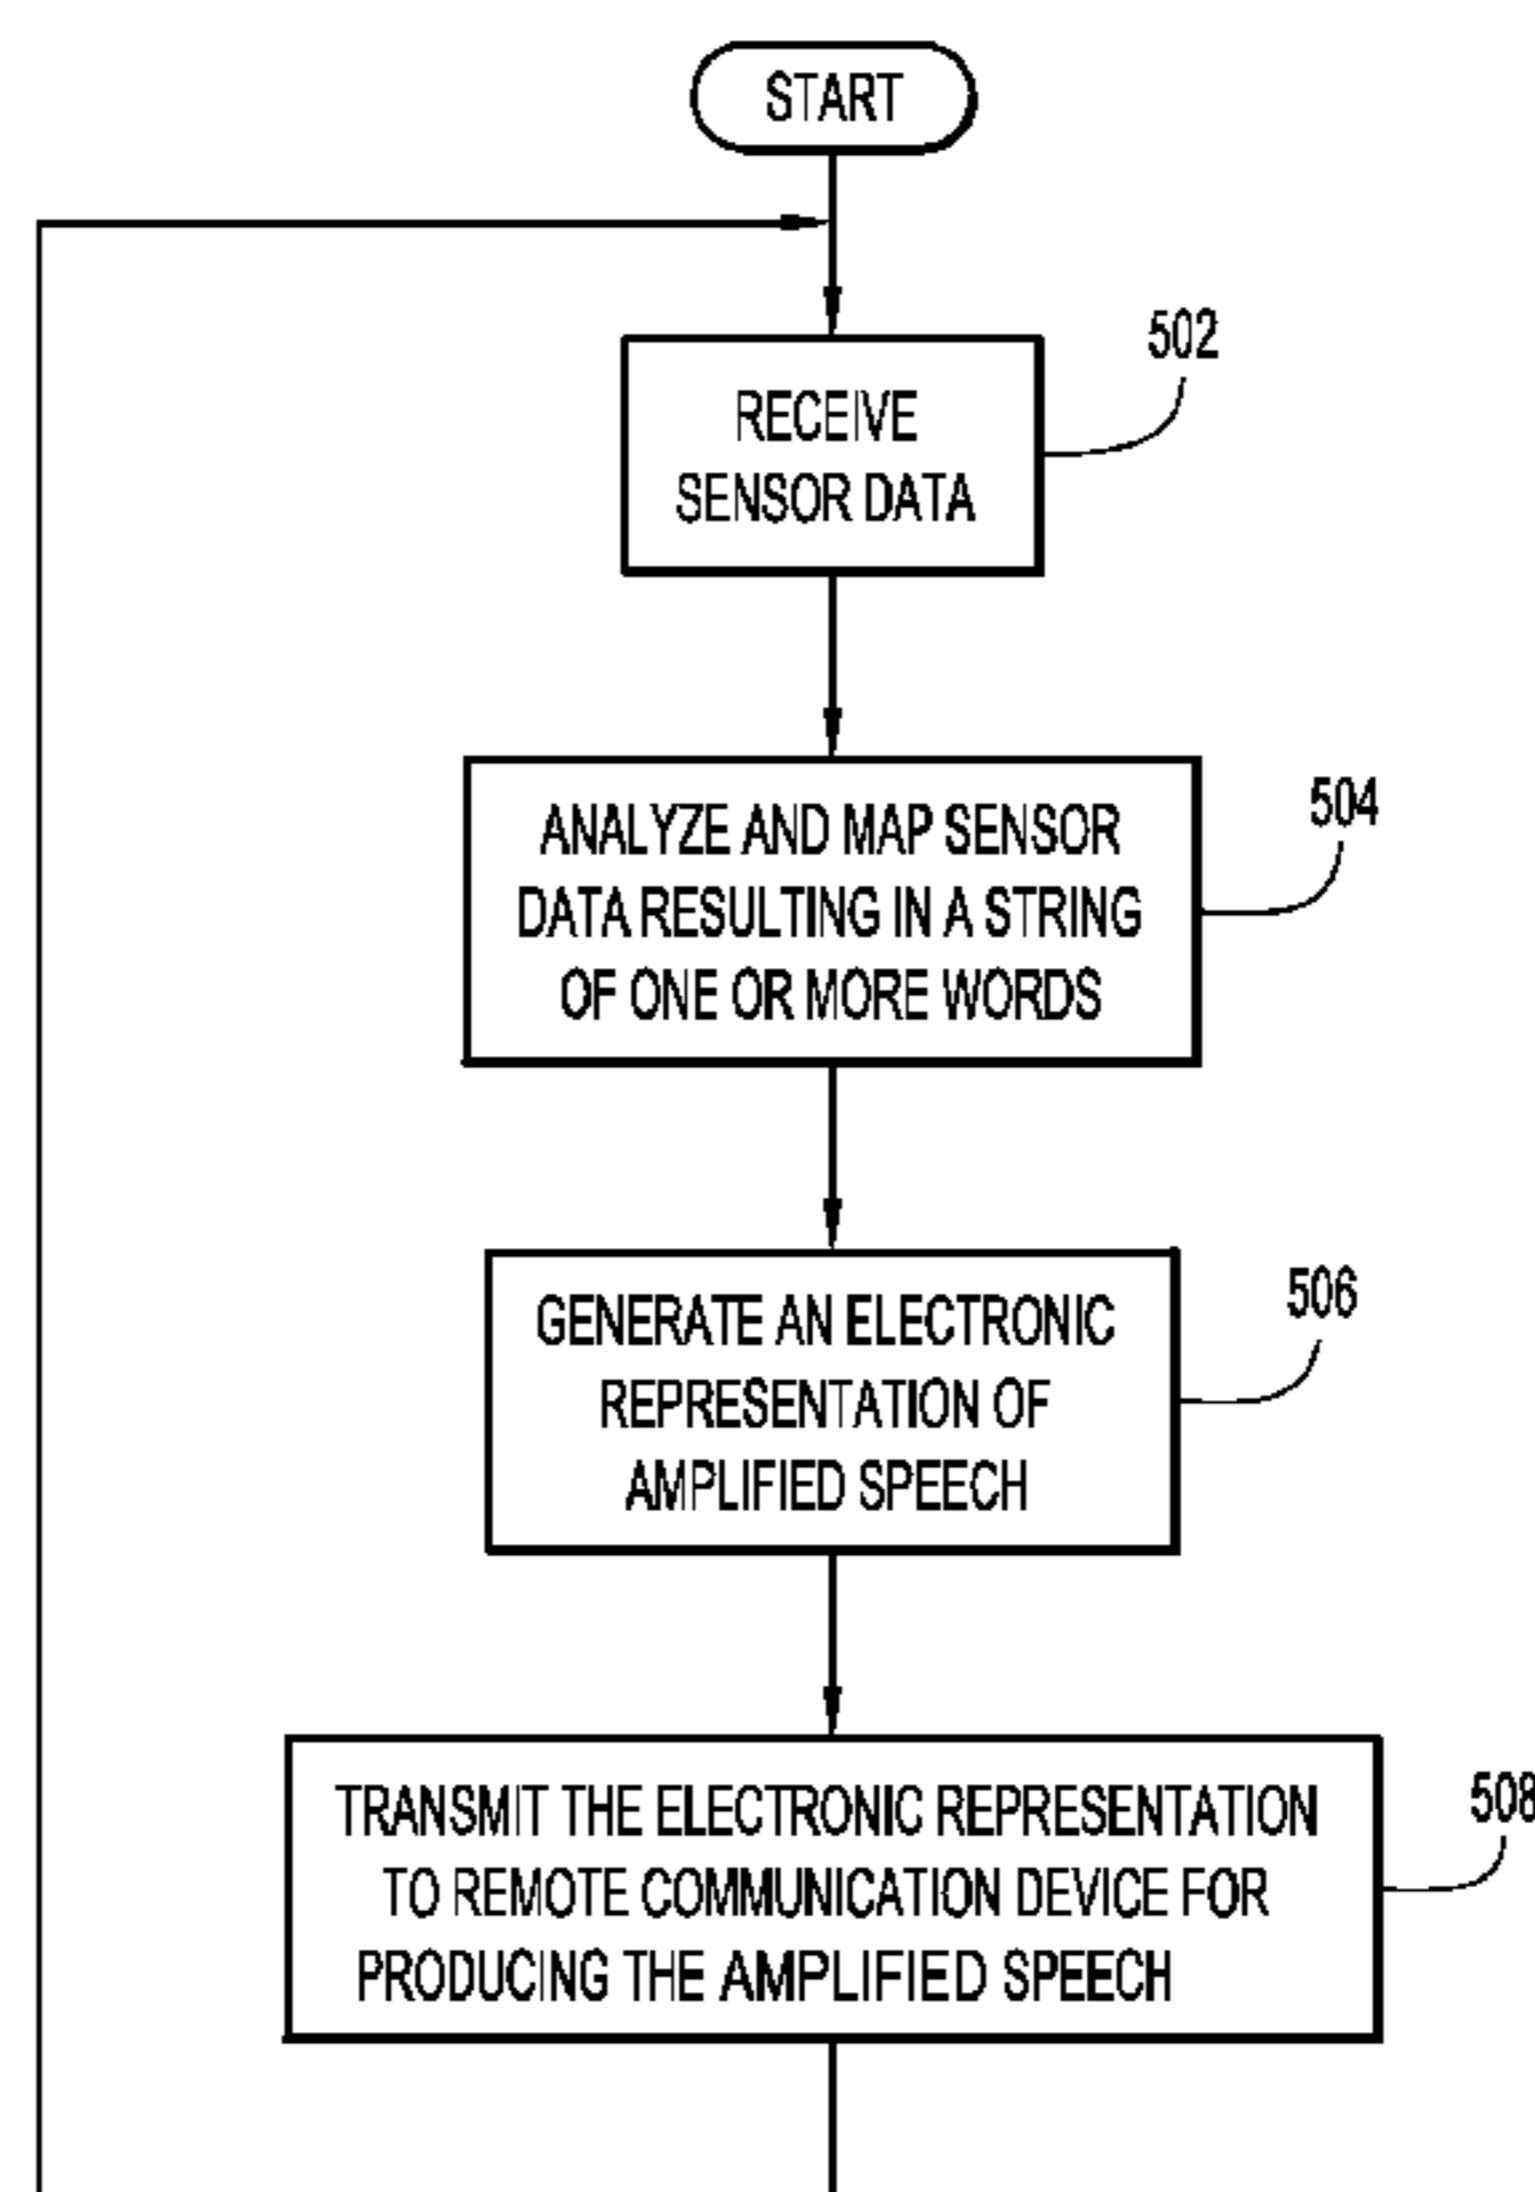 START
502
RECEIVE
SENSOR DATA
504
ANALYZE AND MAP SENSOR
DATA RESULTING IN A STRING
OF ONE OR MORE WORDS
506
GENERATE AN ELECTRONIC
REPRESENTATION OF
AMPLIFIED SPEECH
508
TRANSMIT THE ELECTRONIC REPRESENTATION
TO REMOTE COMMUNICATION DEVICE FOR
PRODUCING THE AMPLIFIED SPEECH